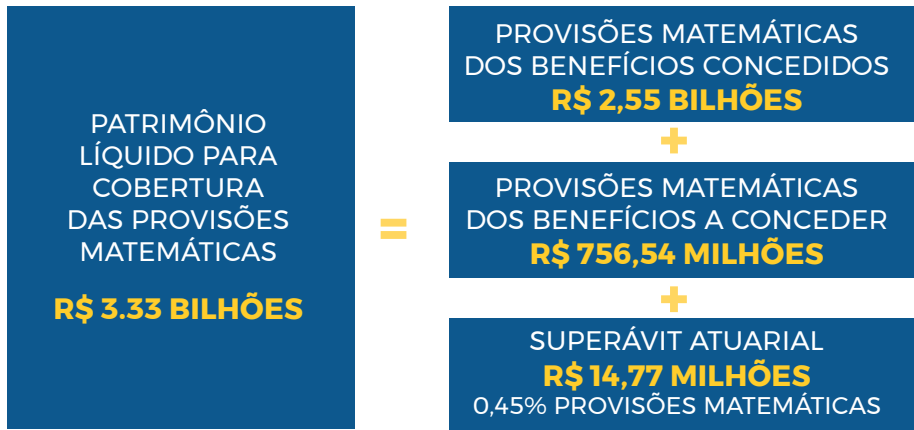 PATRIMÔNIO
LÍQUIDO PARA
COBERTURA
DAS PROVISÕES
MATEMÁTICAS
R$ 3.33 BILHÕES
=
PROVISÕES MATEMÁTICAS
DOS BENEFÍCIOS CONCEDIDOS
R$ 2,55 BILHÕES
+
PROVISÕES MATEMÁTICAS
DOS BENEFÍCIOS A CONCEDER
R$ 756,54 MILHÕES
+
SUPERÁVIT ATUARIAL
R$ 14,77 MILHÕES
0,45% PROVISÕES MATEMÁTICAS